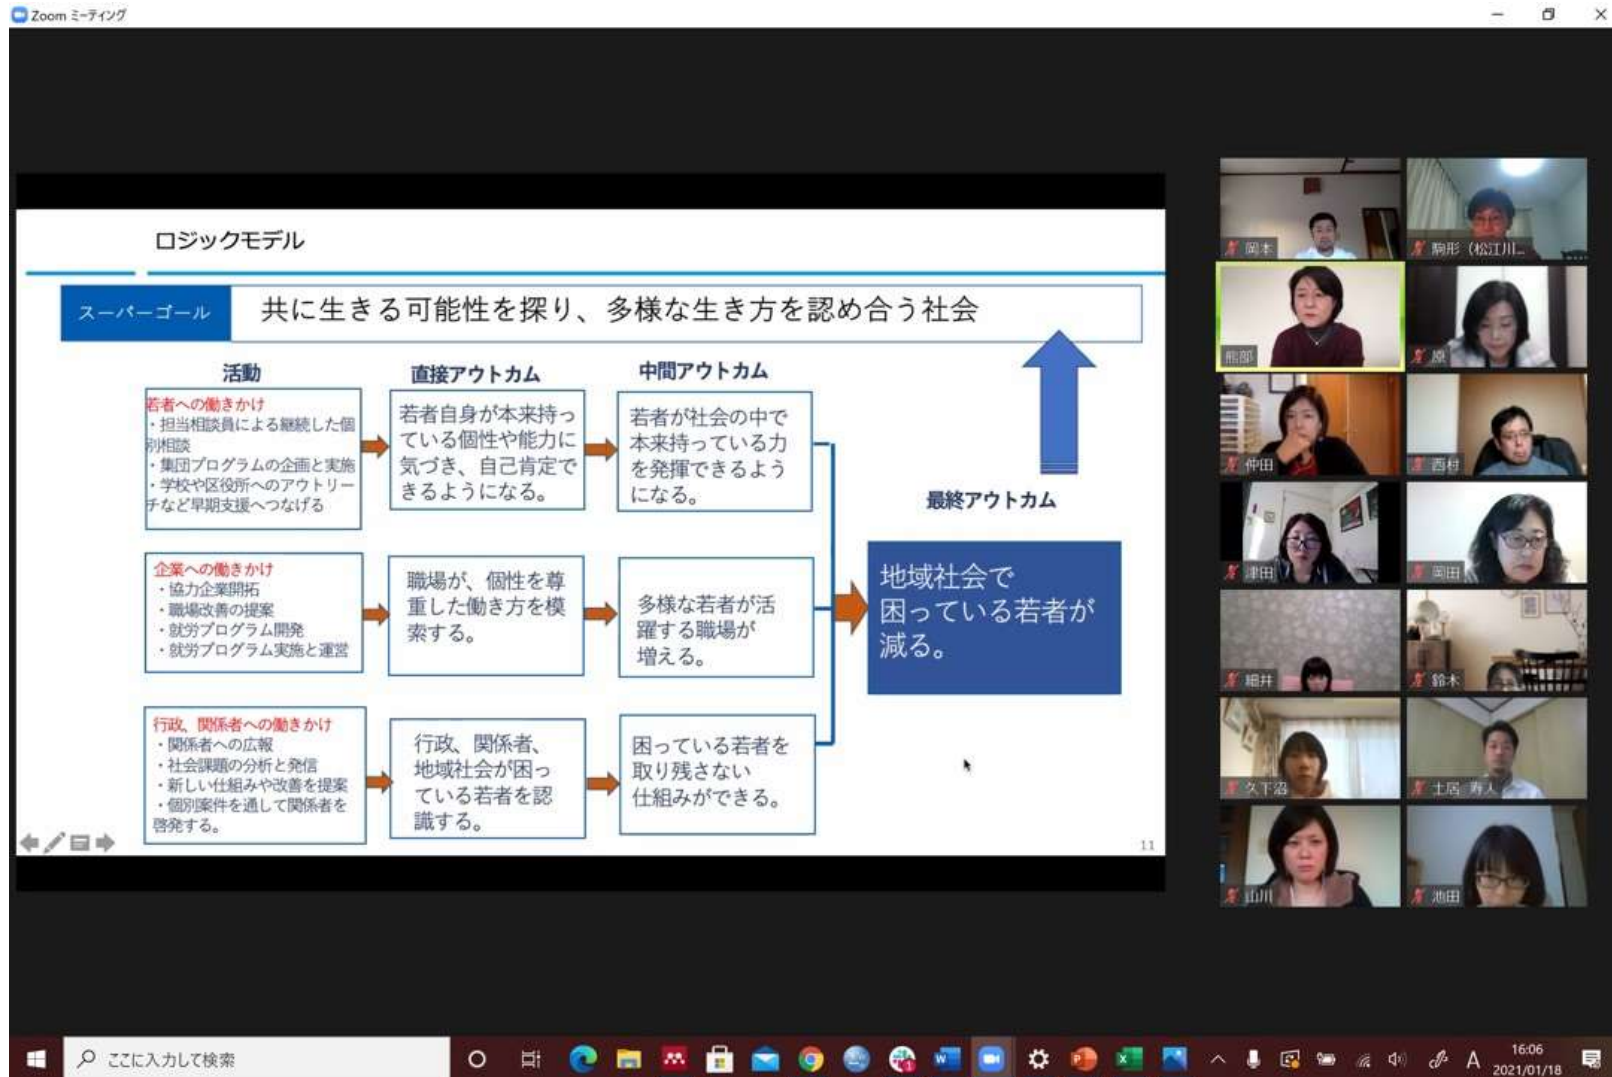 Zoom ミーティング
ロジックモデル
スーパーゴール
共に生きる可能性を探り、多様な生き方を認め合う社会
活動
直接アウトカム
中間アウトカム
若者への働きかけ
・担当相談員による継続した個
別相談
・集団プログラムの企画と実施
・学校や区役所へのアウトリー
チなど早期支援へつなげる
若者自身が本来持っ
ている個性や能力に
気づき、自己肯定で
きるようになる。
若者が社会の中で
本来持っている力
を発揮できるよう
になる。
企業への働きかけ
・協力企業開拓
・職場改善の提案
・就労プログラム開発
・就労プログラム実施と運営
職場が、個性を尊
重した働き方を模
索する。
多様な若者が活
躍する職場が
増える。
行政、関係者への働きかけ
・関係者への広報
・社会課題の分析と発信
・新しい仕組みや改善を提案
・個別案件を通して関係者を
啓発する。
行政、関係者、
地域社会が困っ
ている若者を認
識する。
困っている若者を
取り残さない
仕組みができる。
最終アウトカム
地域社会で
困っている若者が
減る。
11
岡本
駒形（松江川...
熊部
原
仲田
西村
津田
岡田
細井
鈴木
久下沼
土居 寿人
山川
池田
ここに入力して検索
A
16:06
2021/01/18